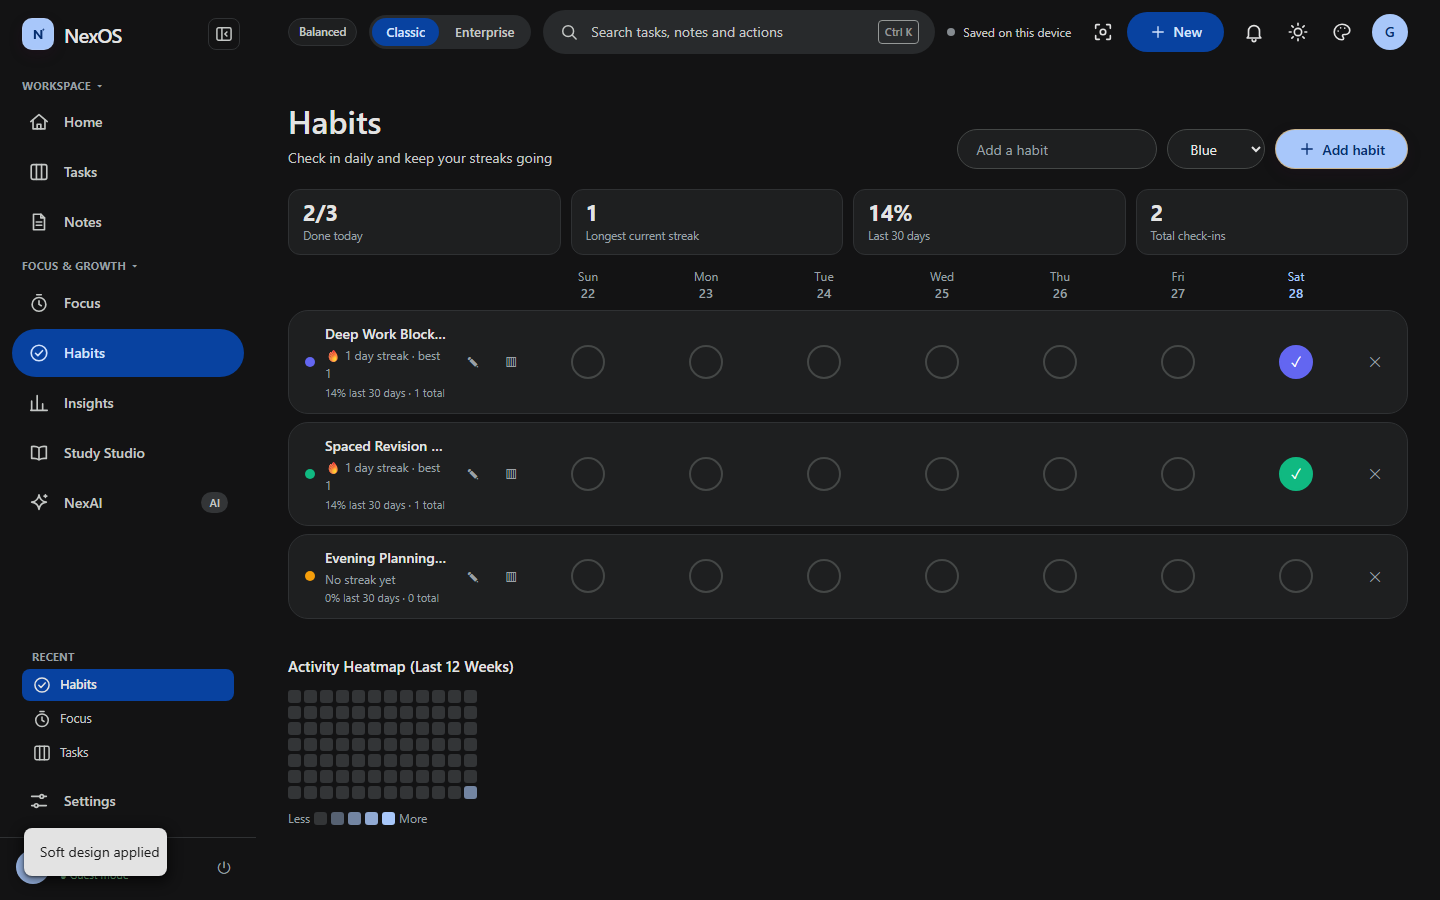 N
NexOS
Balanced
Classic
Enterprise
Search tasks, notes and actions
Ctrl K
Saved on this device
New
G
WORKSPACE
Home
Tasks
Notes
FOCUS & GROWTH
Focus
Habits
Insights
Study Studio
NexAI
AI
RECENT
Habits
Focus
Tasks
Settings
Soft design applied
Habits
Check in daily and keep your streaks going
Add a habit
Blue
Add habit
2/3
Done today
1
Longest current streak
14%
Last 30 days
2
Total check-ins
Sun
22
Mon
23
Tue
24
Wed
25
Thu
26
Fri
27
Sat
28
Deep Work Block...
🔥 1 day streak · best
1
14% last 30 days · 1 total
Spaced Revision ...
🔥 1 day streak · best
1
14% last 30 days · 1 total
Evening Planning...
No streak yet
0% last 30 days · 0 total
Activity Heatmap (Last 12 Weeks)
Less
More